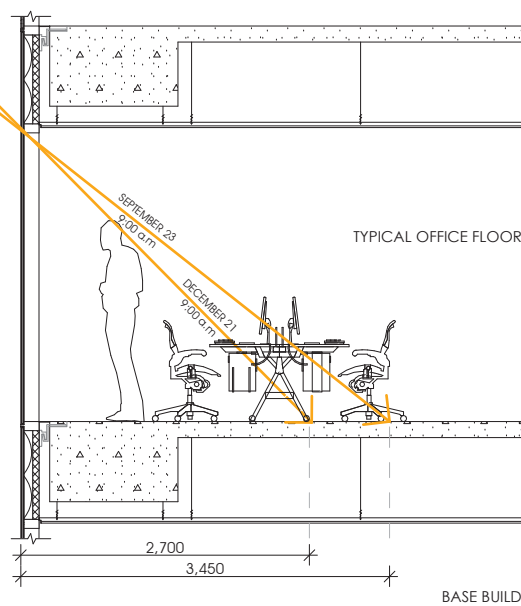 SEPTEMBER 23
9:00 a.m
TYPICAL OFFICE FLOOR
DECEMBER 21
9:00 a.m
2,700
3,450
BASE BUILD